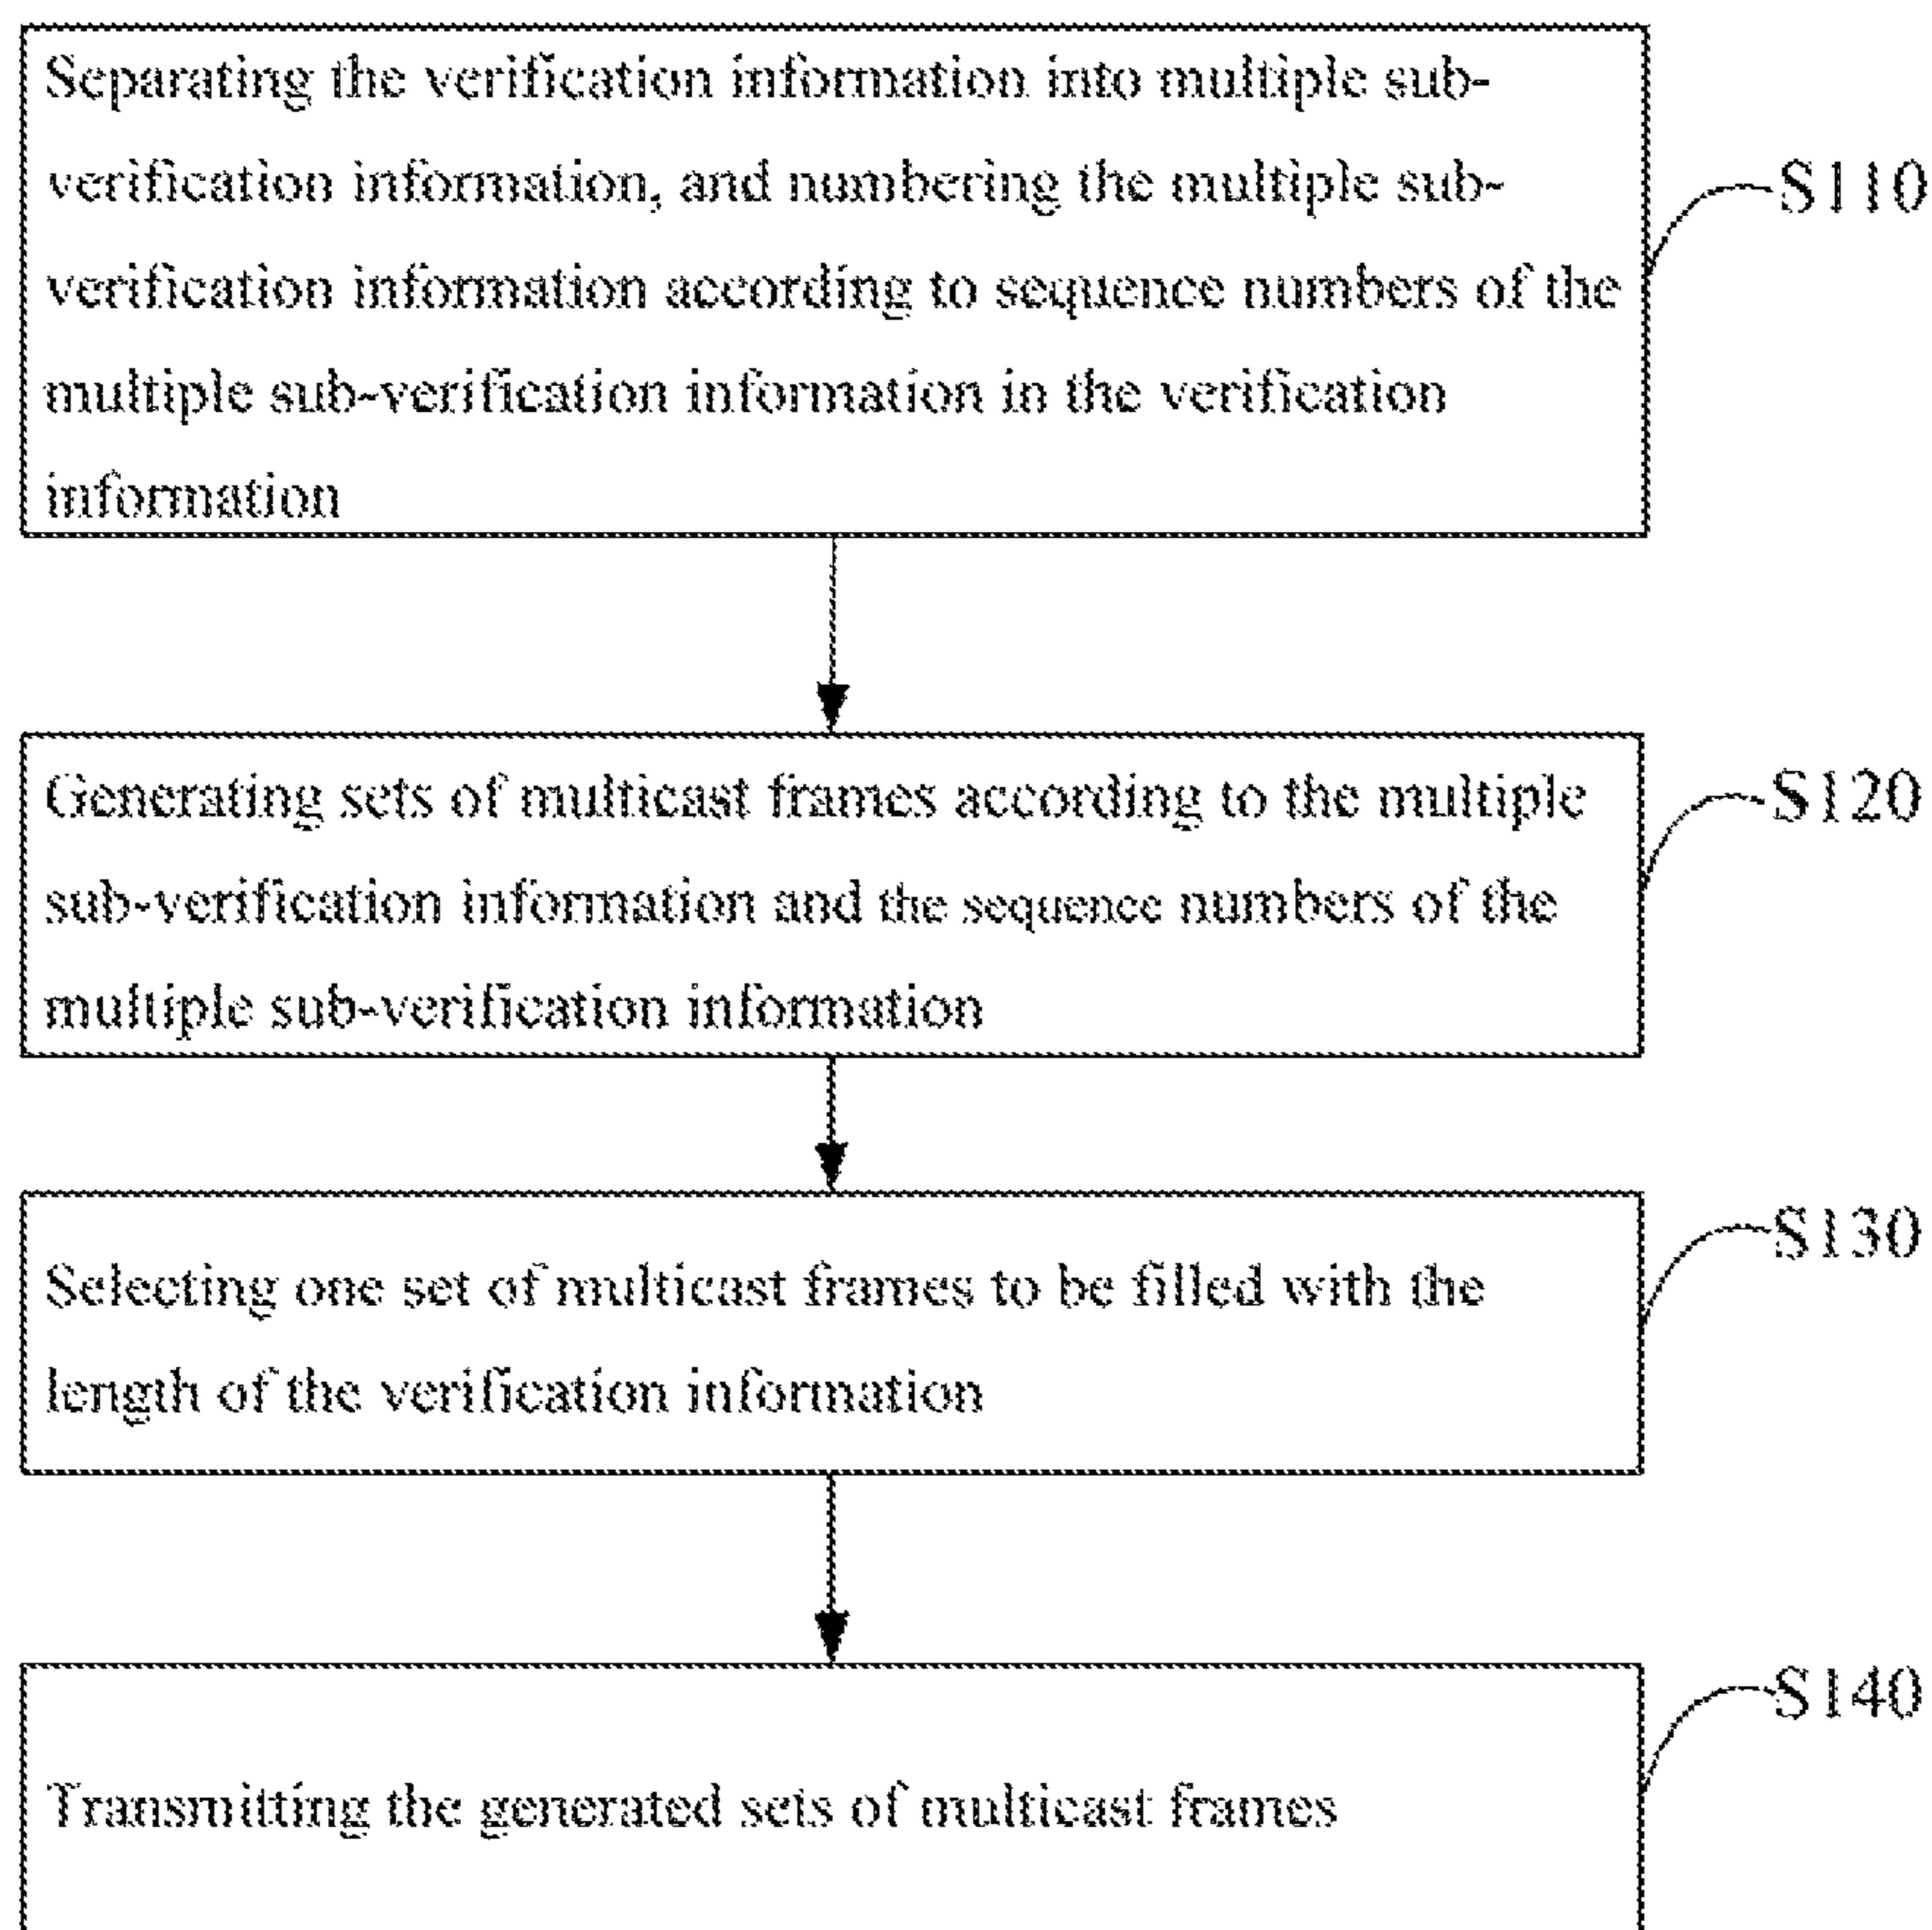 Separating the verification information into multiple sub-
verification information, and numbering the multiple sub-
verification information according to sequence numbers of the
multiple sub-verification information in the verification
information
S110
Generating sets of multicast frames according to the multiple
sub-verification information and the sequence numbers of the
multiple sub-verification information
S120
Selecting one set of multicast frames to be filled with the
length of the verification information
S130
Transmitting the generated sets of multicast frames
S140